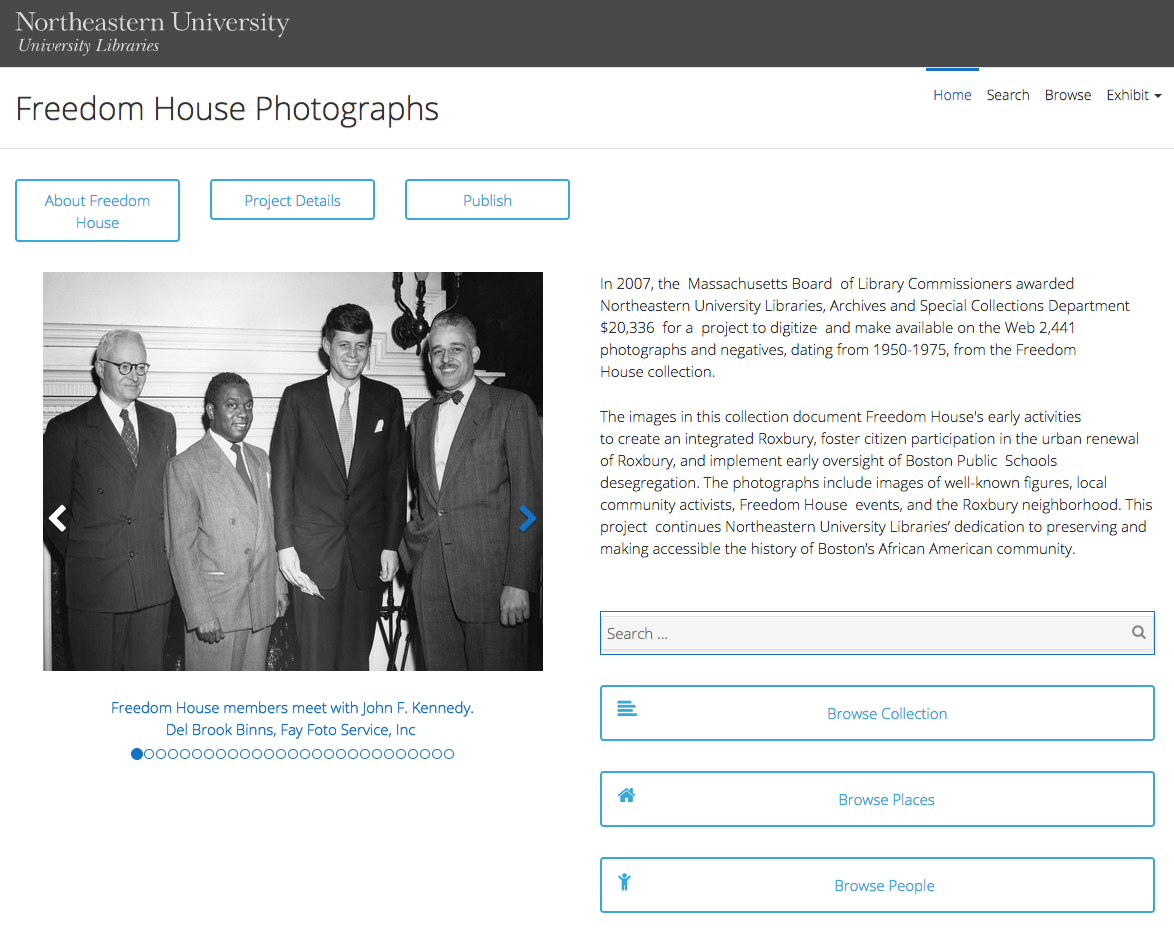 Northeastern University
University Libraries
Freedom House Photographs
Home Search Browse Exhibit
About Freedom
House
Project Details
Publish
In 2007, the Massachusetts Board of Library Commissioners awarded
Northeastern University Libraries, Archives and Special Collections Department
$20,336 for a project to digitize and make available on the Web 2,441
photographs and negatives, dating from 1950-1975, from the Freedom
House collection.
The images in this collection document Freedom House's early activities
to create an integrated Roxbury, foster citizen participation in the urban renewal
of Roxbury, and implement early oversight of Boston Public Schools
desegregation. The photographs include images of well-known figures, local
community activists, Freedom House events, and the Roxbury neighborhood. This
project continues Northeastern University Libraries’ dedication to preserving and
making accessible the history of Boston’s African American community.
Freedom House members meet with John F. Kennedy.
Del Brook Binns, Fay Foto Service, Inc
Search ...
Browse Collection
Browse Places
Browse People